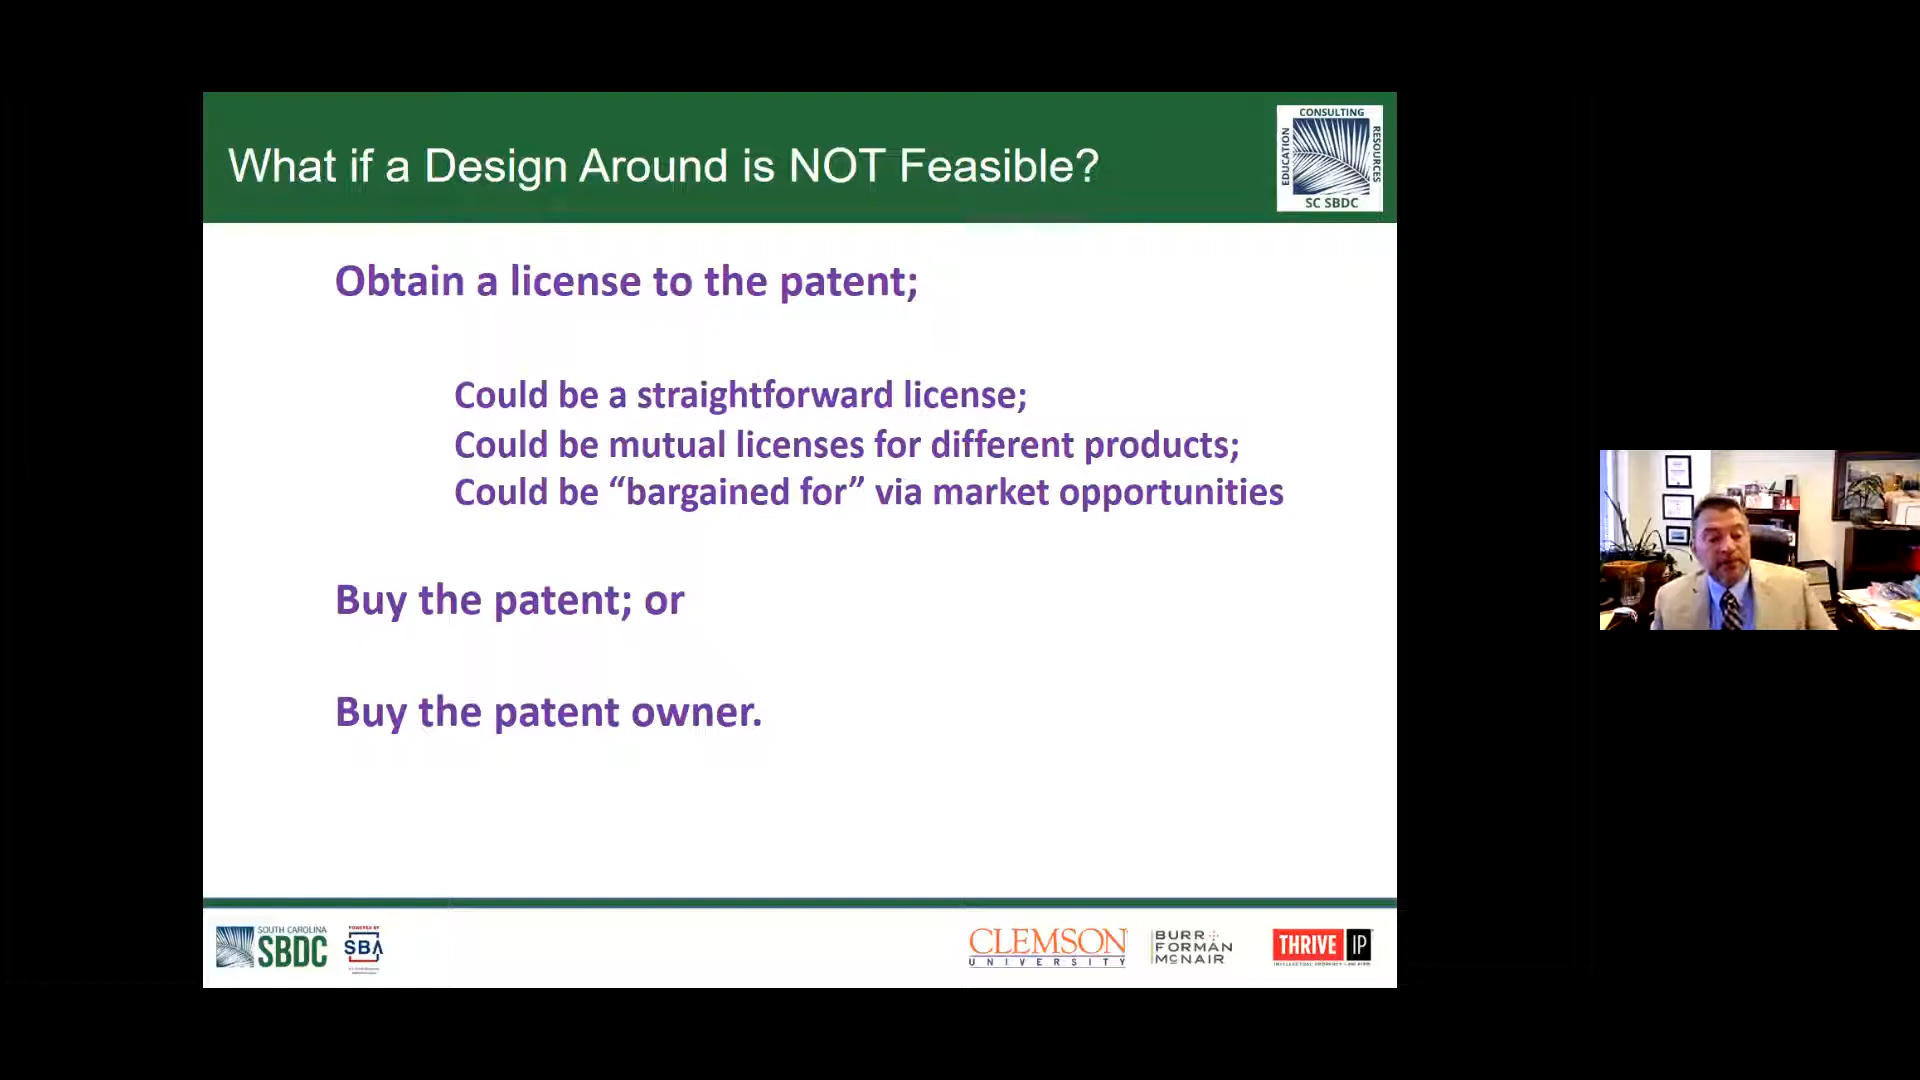 What if a Design Around is NOT Feasible?
CONSULTING
EDUCATION
RESOURCES
SC SBDC
Obtain a license to the patent;
Could be a straightforward license;
Could be mutual licenses for different products;
Could be “bargained for” via market opportunities
Buy the patent; or
Buy the patent owner.
SOUTH CAROLINA
SBDC
POWERED BY
SBA
CLEMSON
UNIVERSITY
BURR
FORMAN
MCNAIR
THRIVE IP